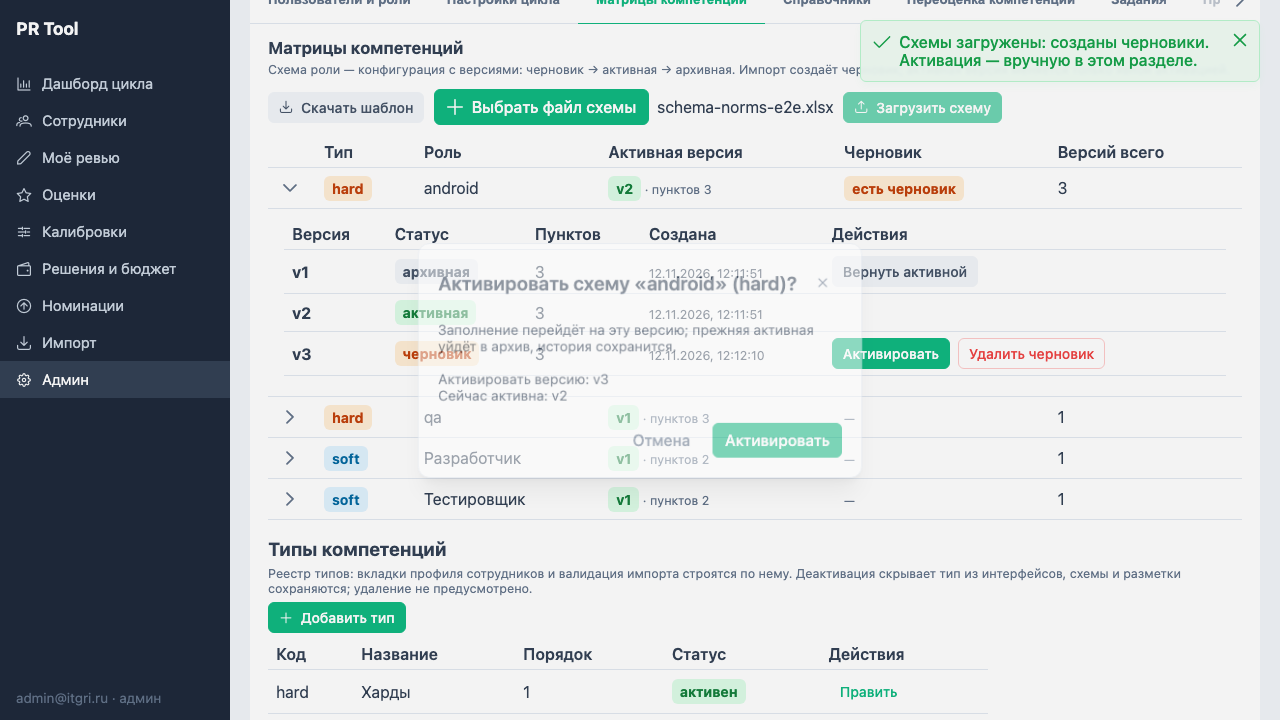 PR Tool
Дашборд цикла
Сотрудники
Моё ревью
Оценки
Калибровки
Решения и бюджет
Номинации
Импорт
Админ
admin@itgri.ru · админ
Пользователи и роли Настройки цикла Матрицы компетенций Справочники Переоценка компетенций Задания
Схемы загружены: созданы черновики.
Активация — вручную в этом разделе.
Матрицы компетенций
Схема роли — конфигурация с версиями: черновик → активная → архивная. Импорт создаёт
Скачать шаблон Выбрать файл схемы schema-norms-e2e.xlsx Загрузить схему
Тип Роль Активная версия Черновик Версий всего
hard android v2 · пунктов 3 есть черновик 3
Версия Статус Пунктов Создана Действия
v1 архивная 3 12.11.2026, 12:11:51 Вернуть активной
v2 активная 3 12.11.2026, 12:11:51
v3 черновик 3 12.11.2026, 12:12:10 Активировать Удалить черновик
Активировать схему «android» (hard)?
Заполнение перейдёт на эту версию; прежняя активная
уйдёт в архив, история сохранится.
Активировать версию: v3
Сейчас активна: v2
Отмена Активировать
hard qa v1 · пунктов 3 — 1
soft Разработчик v1 · пунктов 2 — 1
soft Тестировщик v1 · пунктов 2 — 1
Типы компетенций
Реестр типов: вкладки профиля сотрудников и валидация импорта строятся по нему. Деактивация скрывает тип из интерфейсов, схемы и разметки
сохраняются; удаление не предусмотрено.
Добавить тип
Код Название Порядок Статус Действия
hard Харды 1 активен Править